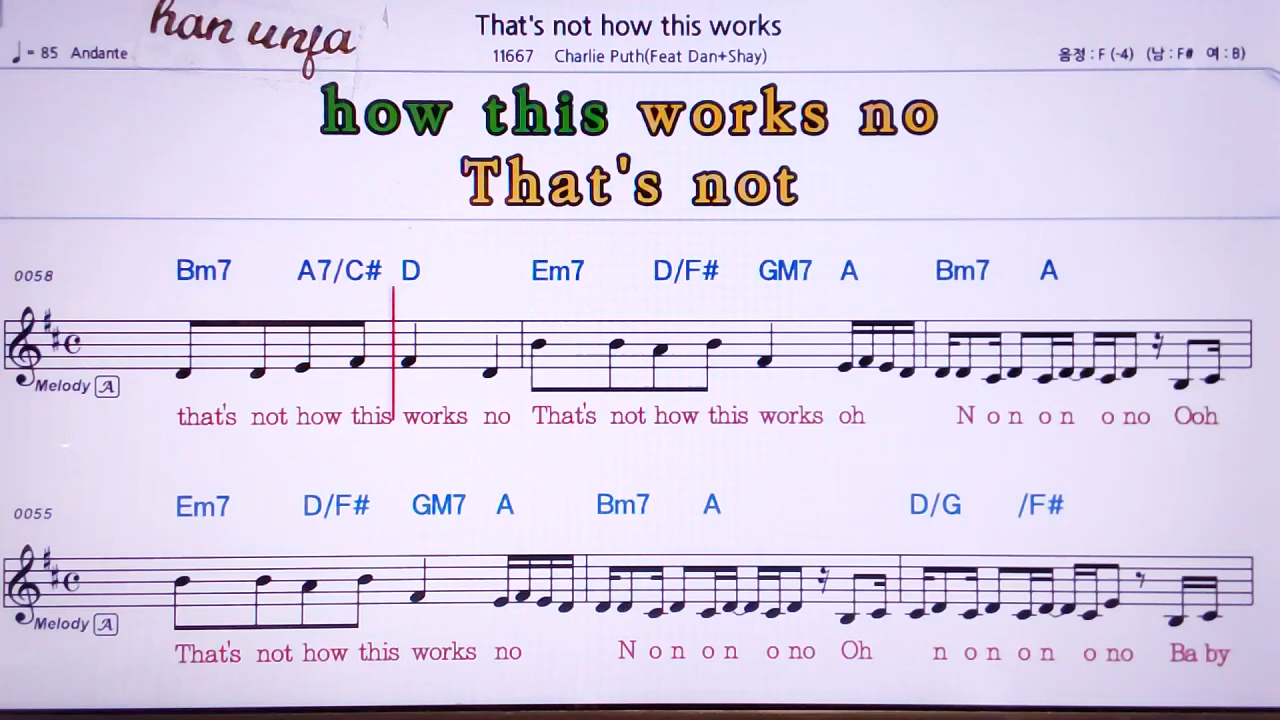 han unfa
That's not how this works
♩= 85 Andante
11667 Charlie Puth(Feat Dan+Shay)
음정 : F (-4) (남 : F# 여 : B)
how this works no
That's not
0058
Bm7 A7/C# D Em7 D/F# GM7 A Bm7 A
Melody A
that's not how this works no That's not how this works oh N o n o n o no Ooh
0055
Em7 D/F# GM7 A Bm7 A D/G /F#
Melody A
That's not how this works no N o n o n o no Oh n o n o n o no Ba by